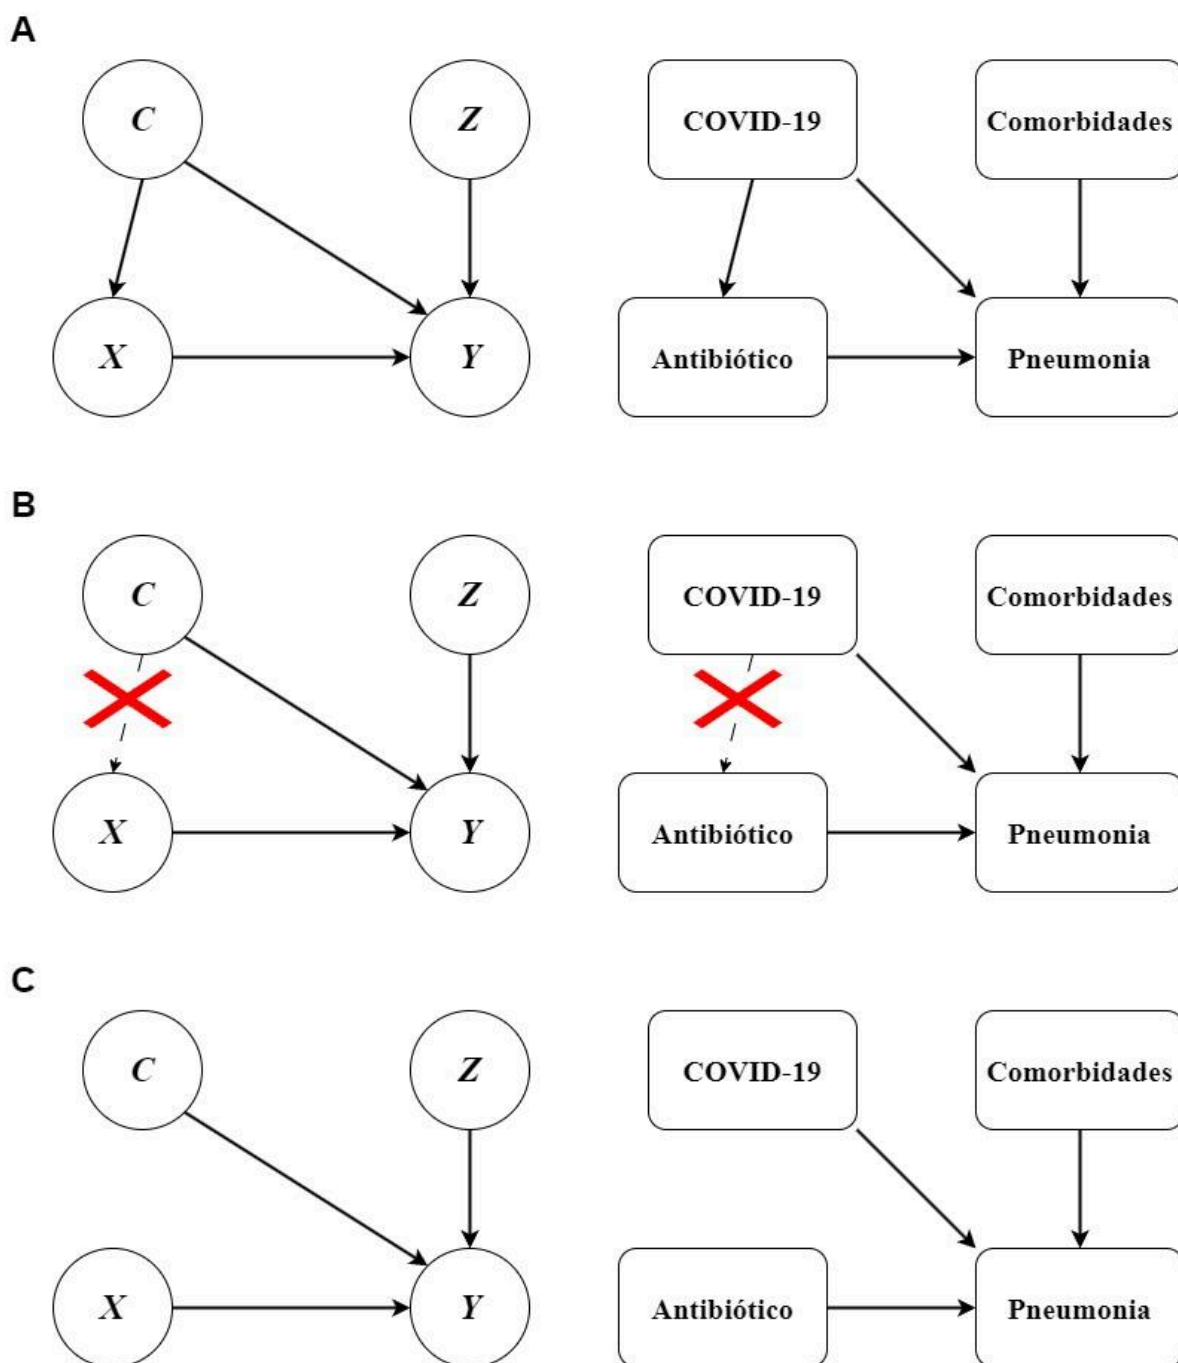 A
C
Z
COVID-19
Comorbidades
X
Y
Antibiótico
Pneumonia
B
C
Z
COVID-19
Comorbidades
X
Y
Antibiótico
Pneumonia
C
C
Z
COVID-19
Comorbidades
X
Y
Antibiótico
Pneumonia